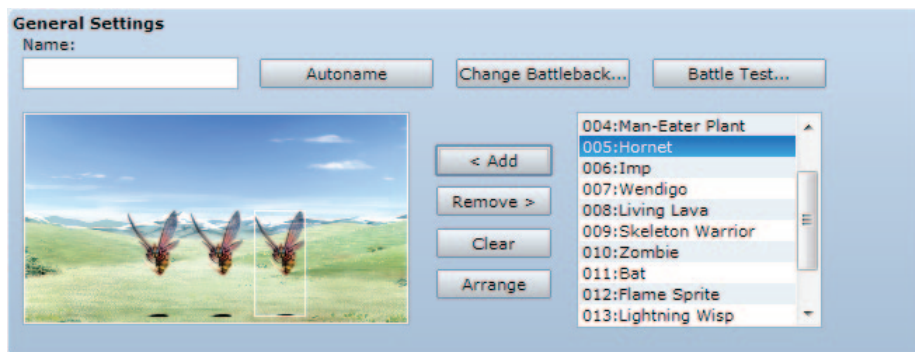 General Settings
Name:
Autoname
Change Battleback...
Battle Test...
< Add
Remove >
Clear
Arrange
004:Man-Eater Plant
005:Hornet
006:Imp
007:Wendigo
008:Living Lava
009:Skeleton Warrior
010:Zombie
011:Bat
012:Flame Sprite
013:Lightning Wisp